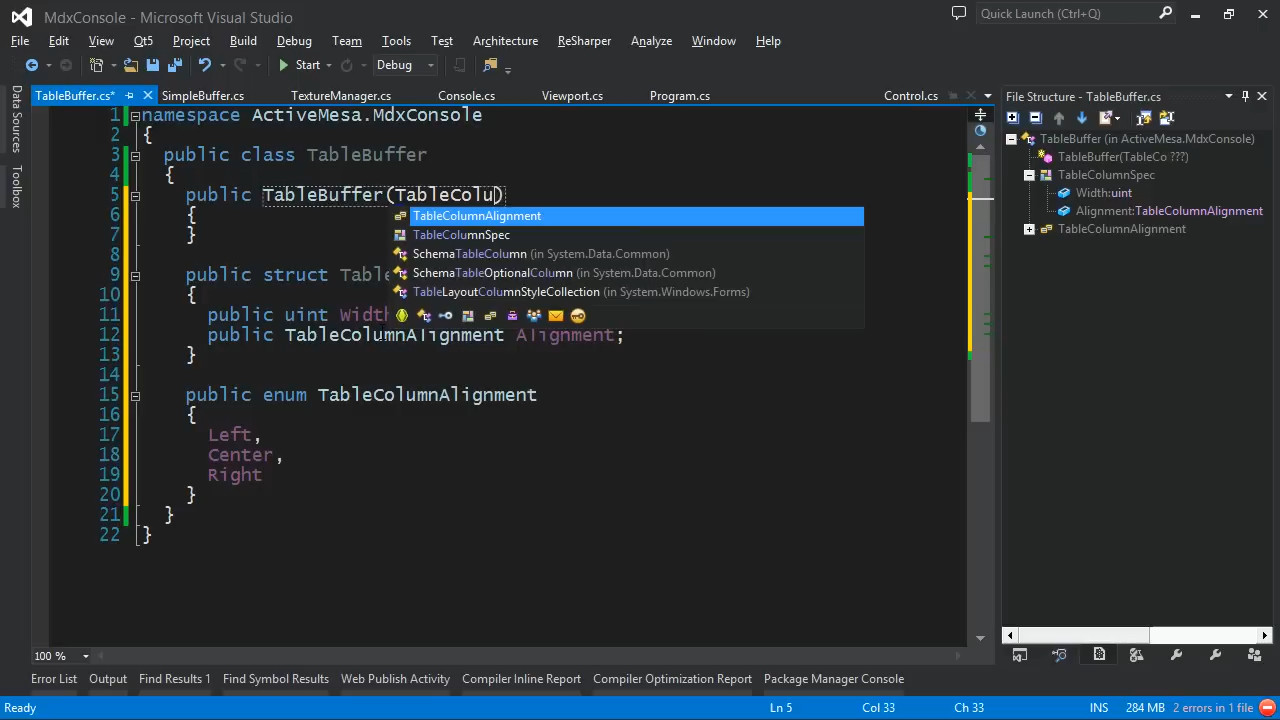 MdxConsole - Microsoft Visual Studio
Quick Launch (Ctrl+Q)
File Edit View Qt5 Project Build Debug Team Tools Test Architecture ReSharper Analyze Window Help
Start Debug
TableBuffer.cs* SimpleBuffer.cs TextureManager.cs Console.cs Viewport.cs Program.cs Control.cs
File Structure - TableBuffer.cs
Data Sources
Toolbox
1 namespace ActiveMesa.MdxConsole
2 {
3 public class TableBuffer
4 {
5 public TableBuffer(TableColu)
6 {
7 }
8
9 public struct Table
10 {
11 public uint Width
12 public TableColumnAlignment Alignment;
13 }
14
15 public enum TableColumnAlignment
16 {
17 Left,
18 Center,
19 Right
20 }
21 }
22 }
TableColumnAlignment
TableColumnSpec
SchemaTableColumn (in System.Data.Common)
SchemaTableOptionalColumn (in System.Data.Common)
TableLayoutColumnStyleCollection (in System.Windows.Forms)
TableBuffer (in ActiveMesa.MdxConsole)
TableBuffer(TableCo ???)
TableColumnSpec
Width:uint
Alignment:TableColumnAlignment
TableColumnAlignment
100 %
Error List Output Find Results 1 Find Symbol Results Web Publish Activity Compiler Inline Report Compiler Optimization Report Package Manager Console
Ready Ln 5 Col 33 Ch 33 INS 284 MB 2 errors in 1 file